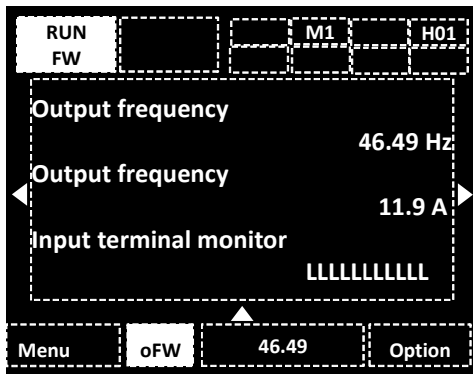 RUN M1 H01
FW
Output frequency
46.49 Hz
Output frequency
11.9 A
Input terminal monitor
LLLLLLLLLLL
Menu oFW 46.49 Option